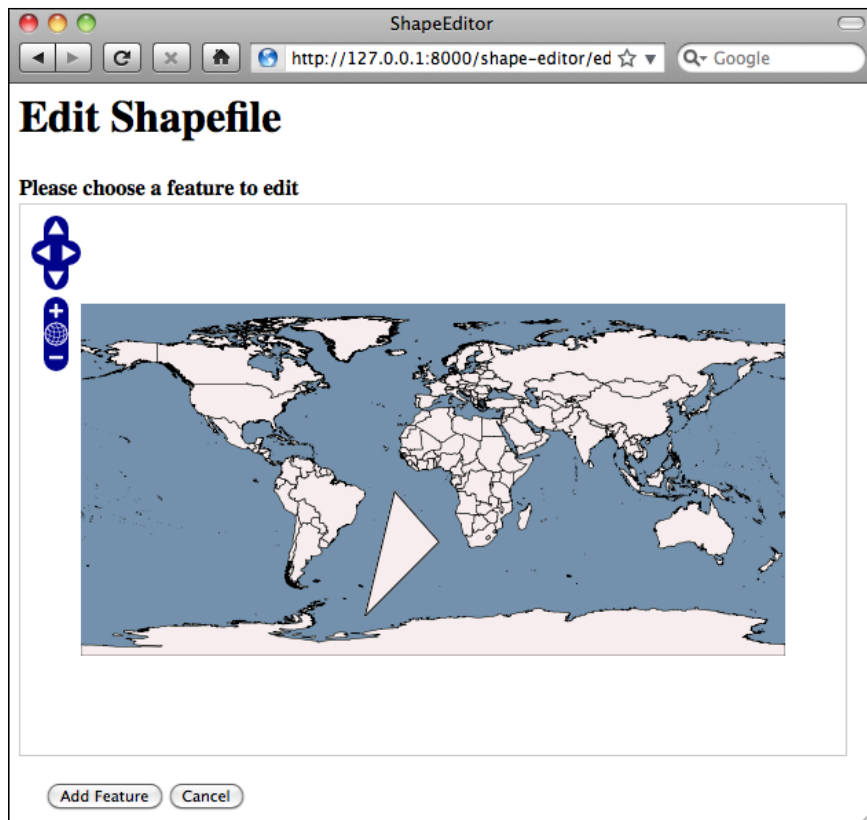 ShapeEditor
http://127.0.0.1:8000/shape-editor/ed
Google
Edit Shapefile
Please choose a feature to edit
Add Feature
Cancel